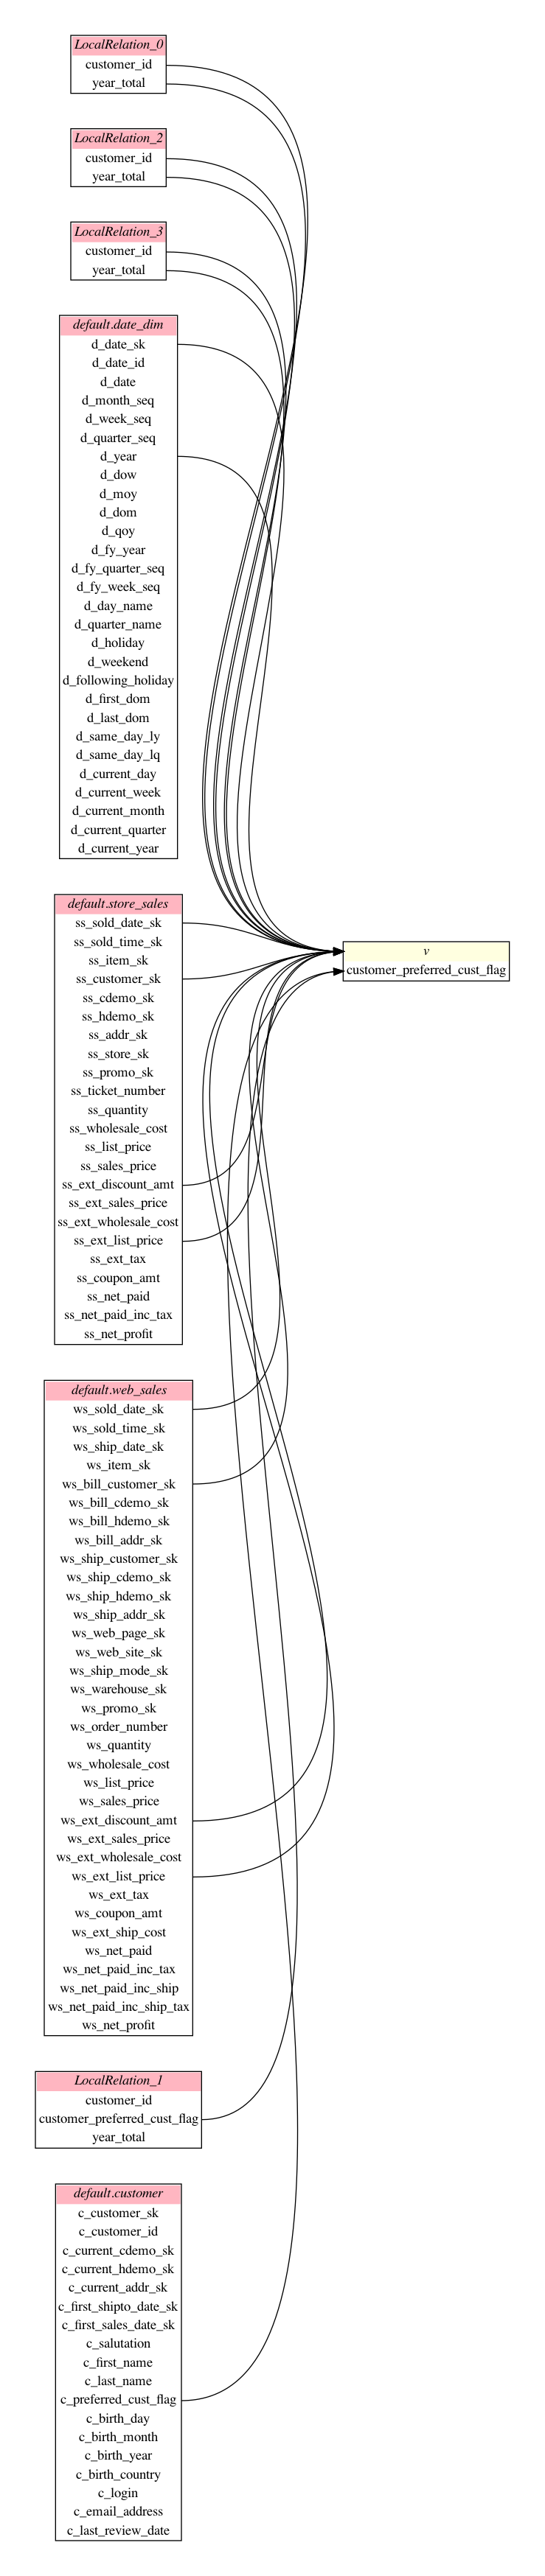 LocalRelation_0
customer_id
year_total
LocalRelation_2
customer_id
year_total
LocalRelation_3
customer_id
year_total
default.date_dim
d_date_sk
d_date_id
d_date
d_month_seq
d_week_seq
d_quarter_seq
d_year
d_dow
d_moy
d_dom
d_qoy
d_fy_year
d_fy_quarter_seq
d_fy_week_seq
d_day_name
d_quarter_name
d_holiday
d_weekend
d_following_holiday
d_first_dom
d_last_dom
d_same_day_ly
d_same_day_lq
d_current_day
d_current_week
d_current_month
d_current_quarter
d_current_year
default.store_sales
ss_sold_date_sk
ss_sold_time_sk
ss_item_sk
ss_customer_sk
ss_cdemo_sk
ss_hdemo_sk
ss_addr_sk
ss_store_sk
ss_promo_sk
ss_ticket_number
ss_quantity
ss_wholesale_cost
ss_list_price
ss_sales_price
ss_ext_discount_amt
ss_ext_sales_price
ss_ext_wholesale_cost
ss_ext_list_price
ss_ext_tax
ss_coupon_amt
ss_net_paid
ss_net_paid_inc_tax
ss_net_profit
v
customer_preferred_cust_flag
default.web_sales
ws_sold_date_sk
ws_sold_time_sk
ws_ship_date_sk
ws_item_sk
ws_bill_customer_sk
ws_bill_cdemo_sk
ws_bill_hdemo_sk
ws_bill_addr_sk
ws_ship_customer_sk
ws_ship_cdemo_sk
ws_ship_hdemo_sk
ws_ship_addr_sk
ws_web_page_sk
ws_web_site_sk
ws_ship_mode_sk
ws_warehouse_sk
ws_promo_sk
ws_order_number
ws_quantity
ws_wholesale_cost
ws_list_price
ws_sales_price
ws_ext_discount_amt
ws_ext_sales_price
ws_ext_wholesale_cost
ws_ext_list_price
ws_ext_tax
ws_coupon_amt
ws_ext_ship_cost
ws_net_paid
ws_net_paid_inc_tax
ws_net_paid_inc_ship
ws_net_paid_inc_ship_tax
ws_net_profit
LocalRelation_1
customer_id
customer_preferred_cust_flag
year_total
default.customer
c_customer_sk
c_customer_id
c_current_cdemo_sk
c_current_hdemo_sk
c_current_addr_sk
c_first_shipto_date_sk
c_first_sales_date_sk
c_salutation
c_first_name
c_last_name
c_preferred_cust_flag
c_birth_day
c_birth_month
c_birth_year
c_birth_country
c_login
c_email_address
c_last_review_date